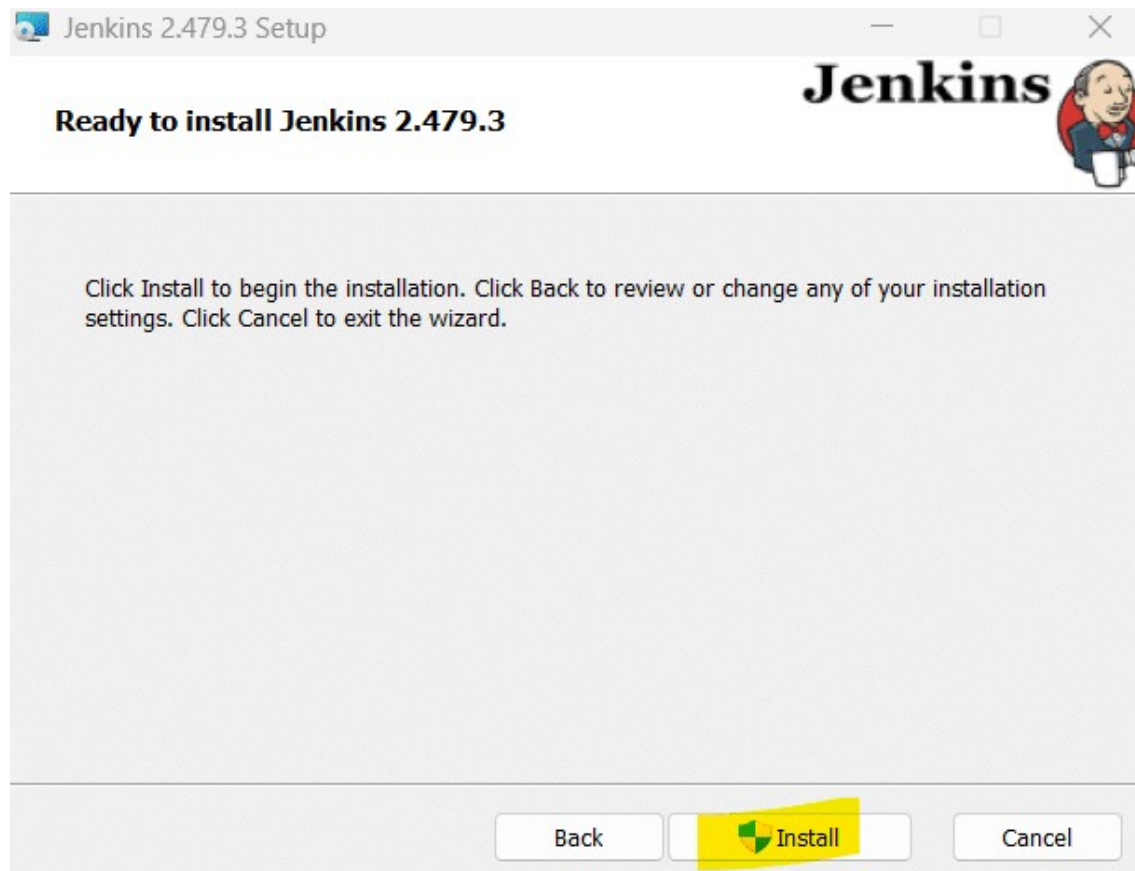 Jenkins 2.479.3 Setup
Jenkins
Ready to install Jenkins 2.479.3
Click Install to begin the installation. Click Back to review or change any of your installation
settings. Click Cancel to exit the wizard.
Back
Install
Cancel